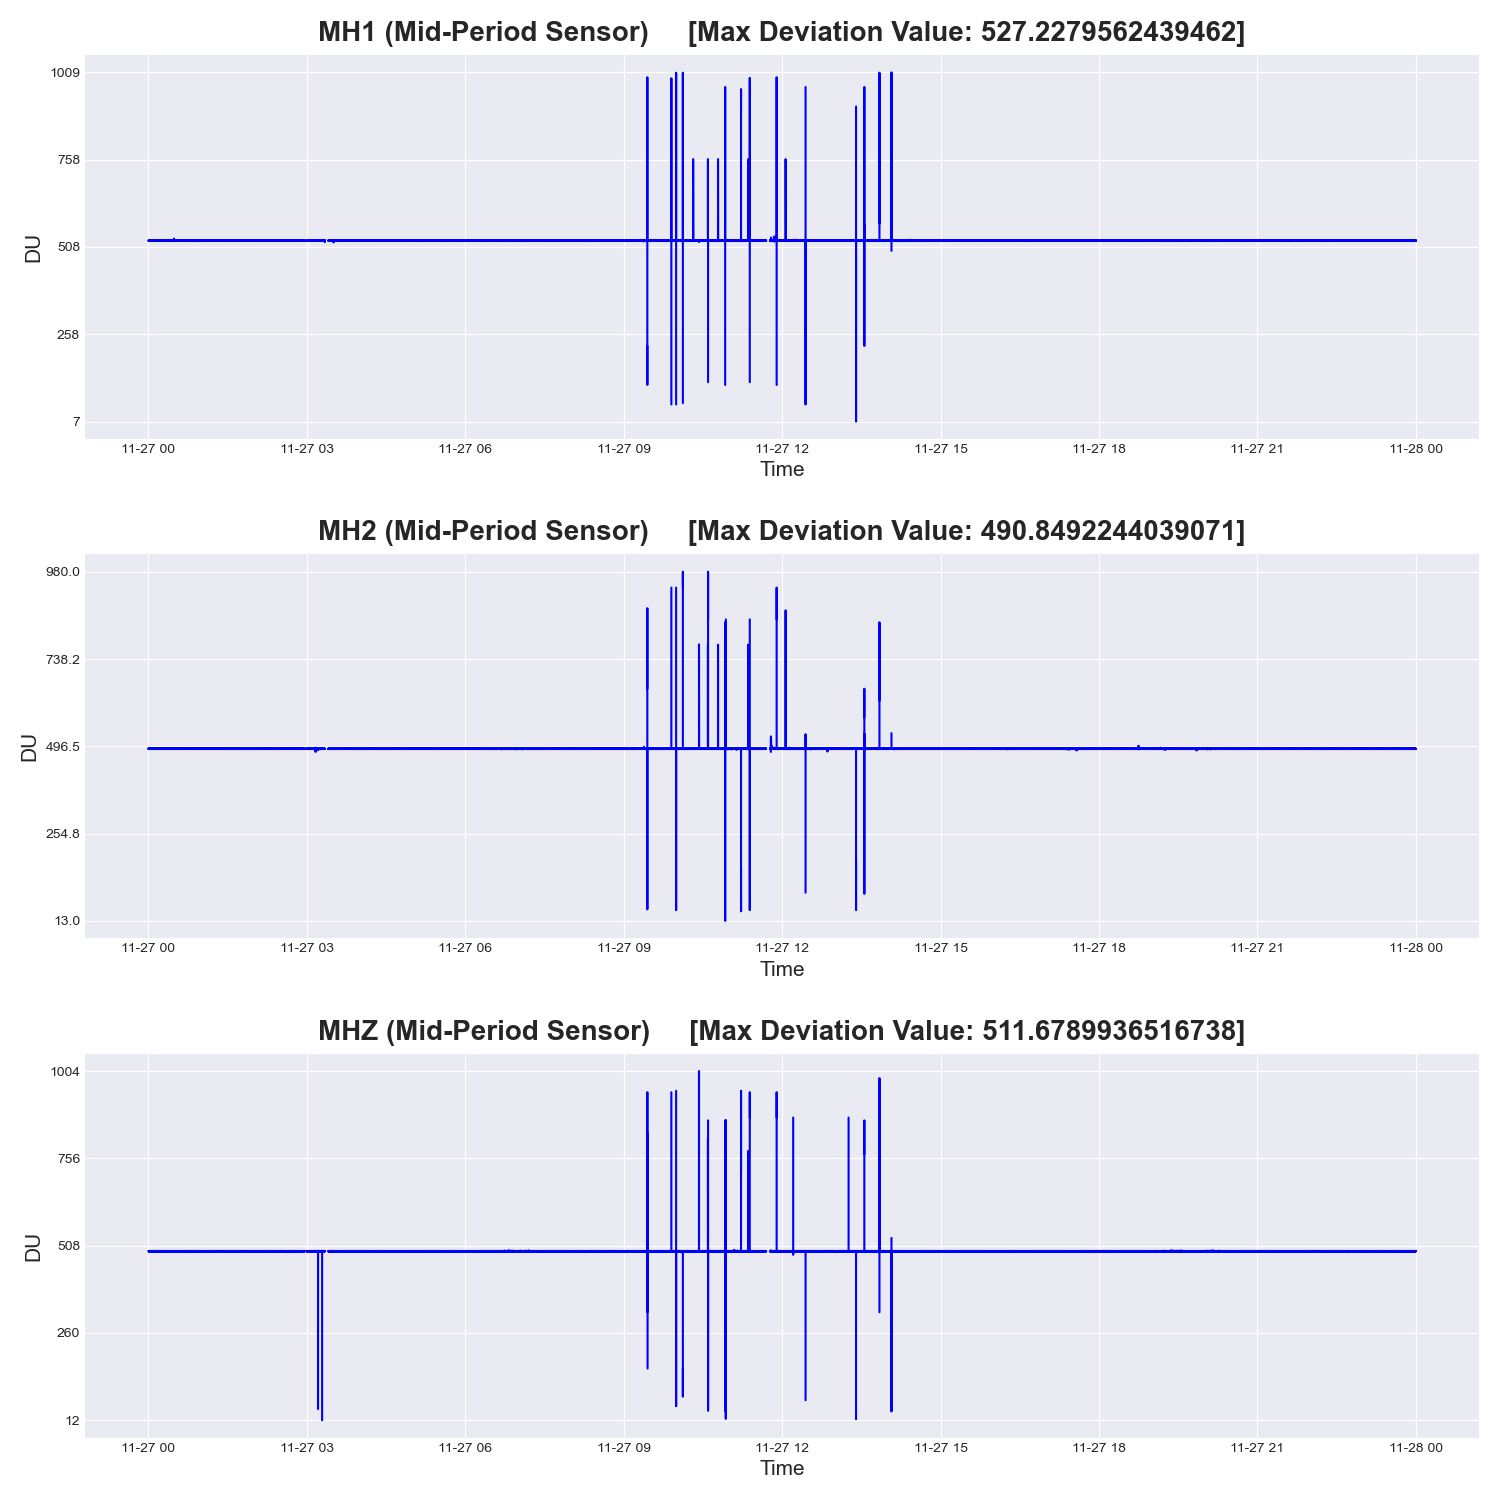 MH1 (Mid-Period Sensor) [Max Deviation Value: 527.2279562439462]
1009
758
508
258
7
DU
11-27 00 11-27 03 11-27 06 11-27 09 11-27 12 11-27 15 11-27 18 11-27 21 11-28 00
Time
MH2 (Mid-Period Sensor) [Max Deviation Value: 490.8492244039071]
980.0
738.2
496.5
254.8
13.0
DU
11-27 00 11-27 03 11-27 06 11-27 09 11-27 12 11-27 15 11-27 18 11-27 21 11-28 00
Time
MHZ (Mid-Period Sensor) [Max Deviation Value: 511.6789936516738]
1004
756
508
260
12
DU
11-27 00 11-27 03 11-27 06 11-27 09 11-27 12 11-27 15 11-27 18 11-27 21 11-28 00
Time